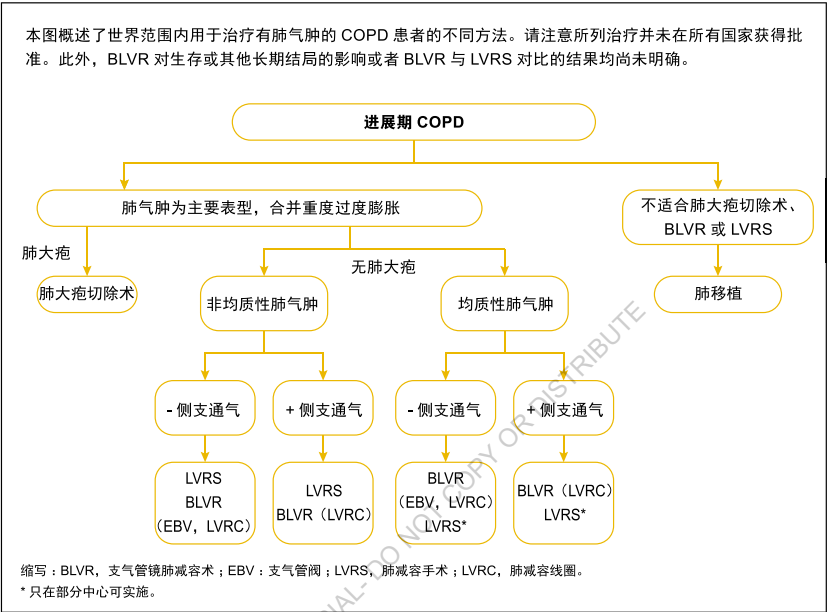 本图概述了世界范围内用于治疗有肺气肿的 COPD 患者的不同方法。请注意所列治疗并未在所有国家获得批
准。此外，BLVR 对生存或其他长期结局的影响或者 BLVR 与 LVRS 对比的结果均尚未明确。
进展期 COPD
肺气肿为主要表型，合并重度过度膨胀
不适合肺大疱切除术、
BLVR 或 LVRS
肺大疱
无肺大疱
肺大疱切除术
非均质性肺气肿
均质性肺气肿
肺移植
- 侧支通气
+ 侧支通气
- 侧支通气
+ 侧支通气
LVRS
BLVR
（EBV，LVRC）
LVRS
BLVR（LVRC）
BLVR
（EBV，LVRC）
LVRS*
BLVR（LVRC）
LVRS*
缩写：BLVR，支气管镜肺减容术；EBV：支气管阀；LVRS，肺减容手术；LVRC，肺减容线圈。
* 只在部分中心可实施。
IAL- DO NOT COPY OR DISTRIBUTE